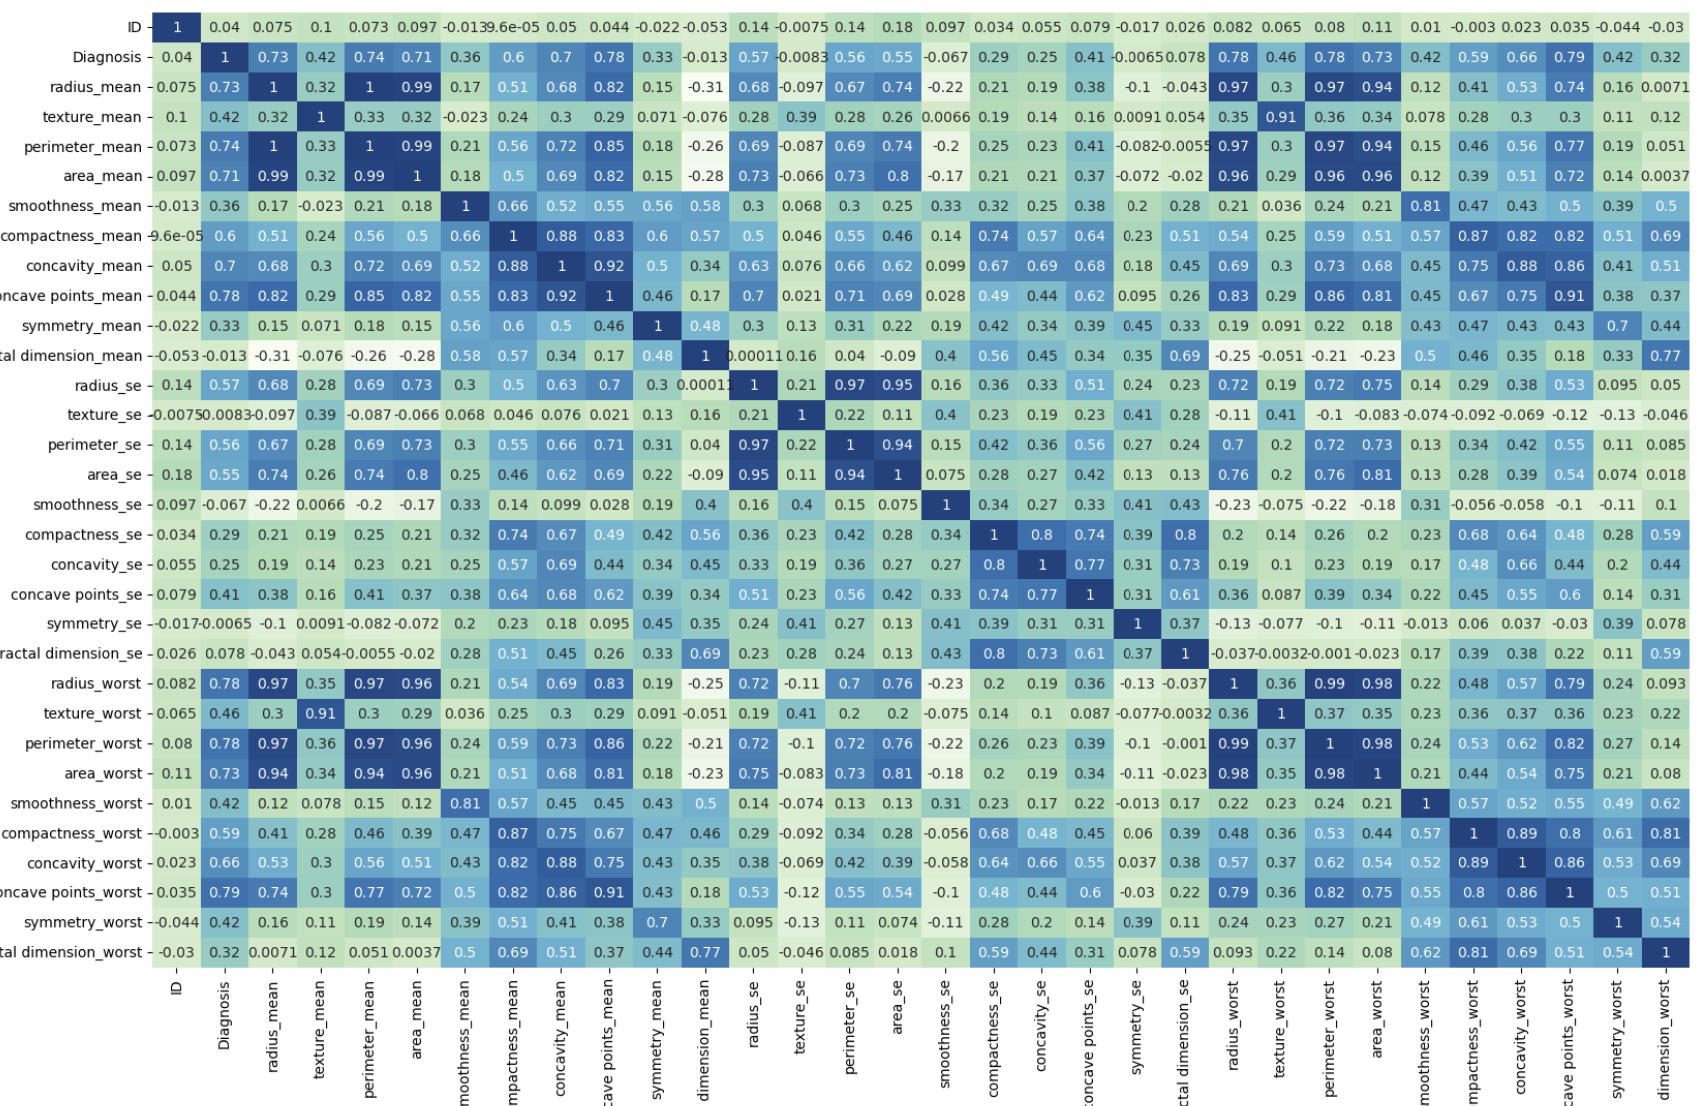 ID 1 0.04 0.075 0.1 0.073 0.097 -0.013 9.6e-05 0.05 0.044 -0.022 -0.053 0.14 -0.0075 0.14 0.18 0.097 0.034 0.055 0.079 -0.017 0.026 0.082 0.065 0.08 0.11 0.01 -0.003 0.023 0.035 -0.044 -0.03
Diagnosis 0.04 1 0.73 0.42 0.74 0.71 0.36 0.6 0.7 0.78 0.33 -0.013 0.57 -0.0083 0.56 0.55 -0.067 0.29 0.25 0.41 -0.0065 0.078 0.78 0.46 0.78 0.73 0.42 0.59 0.66 0.79 0.42 0.32
radius_mean 0.075 0.73 1 0.32 1 0.99 0.17 0.51 0.68 0.82 0.15 -0.31 0.68 -0.097 0.67 0.74 -0.22 0.21 0.19 0.38 -0.1 -0.043 0.97 0.3 0.97 0.94 0.12 0.41 0.53 0.74 0.16 0.0071
texture_mean 0.1 0.42 0.32 1 0.33 0.32 -0.023 0.24 0.3 0.29 0.071 -0.076 0.28 0.39 0.28 0.26 0.0066 0.19 0.14 0.16 0.0091 0.054 0.35 0.91 0.36 0.34 0.078 0.28 0.3 0.3 0.11 0.12
perimeter_mean 0.073 0.74 1 0.33 1 0.99 0.21 0.56 0.72 0.85 0.18 -0.26 0.69 -0.087 0.69 0.74 -0.2 0.25 0.23 0.41 -0.082 -0.0055 0.97 0.3 0.97 0.94 0.15 0.46 0.56 0.77 0.19 0.051
area_mean 0.097 0.71 0.99 0.32 0.99 1 0.18 0.5 0.69 0.82 0.15 -0.28 0.73 -0.066 0.73 0.8 -0.17 0.21 0.21 0.37 -0.072 -0.02 0.96 0.29 0.96 0.96 0.12 0.39 0.51 0.72 0.14 0.0037
smoothness_mean -0.013 0.36 0.17 -0.023 0.21 0.18 1 0.66 0.52 0.55 0.56 0.58 0.3 0.068 0.3 0.25 0.33 0.32 0.25 0.38 0.2 0.28 0.21 0.036 0.24 0.21 0.81 0.47 0.43 0.5 0.39 0.5
compactness_mean 9.6e-05 0.6 0.51 0.24 0.56 0.5 0.66 1 0.88 0.83 0.6 0.57 0.5 0.046 0.55 0.46 0.14 0.74 0.57 0.64 0.23 0.51 0.54 0.25 0.59 0.51 0.57 0.87 0.82 0.82 0.51 0.69
concavity_mean 0.05 0.7 0.68 0.3 0.72 0.69 0.52 0.88 1 0.92 0.5 0.34 0.63 0.076 0.66 0.62 0.099 0.67 0.69 0.68 0.18 0.45 0.69 0.3 0.73 0.68 0.45 0.75 0.88 0.86 0.41 0.51
oncave points_mean 0.044 0.78 0.82 0.29 0.85 0.82 0.55 0.83 0.92 1 0.46 0.17 0.7 0.021 0.71 0.69 0.028 0.49 0.44 0.62 0.095 0.26 0.83 0.29 0.86 0.81 0.45 0.67 0.75 0.91 0.38 0.37
symmetry_mean -0.022 0.33 0.15 0.071 0.18 0.15 0.56 0.6 0.5 0.46 1 0.48 0.3 0.13 0.31 0.22 0.19 0.42 0.34 0.39 0.45 0.33 0.19 0.091 0.22 0.18 0.43 0.47 0.43 0.43 0.7 0.44
tal dimension_mean -0.053 -0.013 -0.31 -0.076 -0.26 -0.28 0.58 0.57 0.34 0.17 0.48 1 0.00011 0.16 0.04 -0.09 0.4 0.56 0.45 0.34 0.35 0.69 -0.25 -0.051 -0.21 -0.23 0.5 0.46 0.35 0.18 0.33 0.77
radius_se 0.14 0.57 0.68 0.28 0.69 0.73 0.3 0.5 0.63 0.7 0.3 0.00011 1 0.21 0.97 0.95 0.16 0.36 0.33 0.51 0.24 0.23 0.72 0.19 0.72 0.75 0.14 0.29 0.38 0.53 0.095 0.05
texture_se -0.0075 0.0083 -0.097 0.39 -0.087 -0.066 0.068 0.046 0.076 0.021 0.13 0.16 0.21 1 0.22 0.11 0.4 0.23 0.19 0.23 0.41 0.28 -0.11 0.41 -0.1 -0.083 -0.074 -0.092 -0.069 -0.12 -0.13 -0.046
perimeter_se 0.14 0.56 0.67 0.28 0.69 0.73 0.3 0.55 0.66 0.71 0.31 0.04 0.97 0.22 1 0.94 0.15 0.42 0.36 0.56 0.27 0.24 0.7 0.2 0.72 0.73 0.13 0.34 0.42 0.55 0.11 0.085
area_se 0.18 0.55 0.74 0.26 0.74 0.8 0.25 0.46 0.62 0.69 0.22 -0.09 0.95 0.11 0.94 1 0.075 0.28 0.27 0.42 0.13 0.13 0.76 0.2 0.76 0.81 0.13 0.28 0.39 0.54 0.074 0.018
smoothness_se 0.097 -0.067 -0.22 0.0066 -0.2 -0.17 0.33 0.14 0.099 0.028 0.19 0.4 0.16 0.4 0.15 0.075 1 0.34 0.27 0.33 0.41 0.43 -0.23 -0.075 -0.22 -0.18 0.31 -0.056 -0.058 -0.1 -0.11 0.1
compactness_se 0.034 0.29 0.21 0.19 0.25 0.21 0.32 0.74 0.67 0.49 0.42 0.56 0.36 0.23 0.42 0.28 0.34 1 0.8 0.74 0.39 0.8 0.2 0.14 0.26 0.2 0.23 0.68 0.64 0.48 0.28 0.59
concavity_se 0.055 0.25 0.19 0.14 0.23 0.21 0.25 0.57 0.69 0.44 0.34 0.45 0.33 0.19 0.36 0.27 0.27 0.8 1 0.77 0.31 0.73 0.19 0.1 0.23 0.19 0.17 0.48 0.66 0.44 0.2 0.44
concave points_se 0.079 0.41 0.38 0.16 0.41 0.37 0.38 0.64 0.68 0.62 0.39 0.34 0.51 0.23 0.56 0.42 0.33 0.74 0.77 1 0.31 0.61 0.36 0.087 0.39 0.34 0.22 0.45 0.55 0.6 0.14 0.31
symmetry_se -0.017 0.0065 -0.1 0.0091 -0.082 -0.072 0.2 0.23 0.18 0.095 0.45 0.35 0.24 0.41 0.27 0.13 0.41 0.39 0.31 0.31 1 0.37 -0.13 -0.077 -0.1 -0.11 -0.013 0.06 0.037 -0.03 0.39 0.078
ractal dimension_se 0.026 0.078 -0.043 0.054 -0.0055 -0.02 0.28 0.51 0.45 0.26 0.33 0.69 0.23 0.28 0.24 0.13 0.43 0.8 0.73 0.61 0.37 1 -0.037 -0.0032 -0.001 -0.023 0.17 0.39 0.38 0.22 0.11 0.59
radius_worst 0.082 0.78 0.97 0.35 0.97 0.96 0.21 0.54 0.69 0.83 0.19 -0.25 0.72 -0.11 0.7 0.76 -0.23 0.2 0.19 0.36 -0.13 -0.037 1 0.36 0.99 0.98 0.22 0.48 0.57 0.79 0.24 0.093
texture_worst 0.065 0.46 0.3 0.91 0.3 0.29 0.036 0.25 0.3 0.29 0.091 -0.051 0.19 0.41 0.2 0.2 -0.075 0.14 0.1 0.087 -0.077 -0.0032 0.36 1 0.37 0.35 0.23 0.36 0.37 0.36 0.23 0.22
perimeter_worst 0.08 0.78 0.97 0.36 0.97 0.96 0.24 0.59 0.73 0.86 0.22 -0.21 0.72 -0.1 0.72 0.76 -0.22 0.26 0.23 0.39 -0.1 -0.001 0.99 0.37 1 0.98 0.24 0.53 0.62 0.82 0.27 0.14
area_worst 0.11 0.73 0.94 0.34 0.94 0.96 0.21 0.51 0.68 0.81 0.18 -0.23 0.75 -0.083 0.73 0.81 -0.18 0.2 0.19 0.34 -0.11 -0.023 0.98 0.35 0.98 1 0.21 0.44 0.54 0.75 0.21 0.08
smoothness_worst 0.01 0.42 0.12 0.078 0.15 0.12 0.81 0.57 0.45 0.45 0.43 0.5 0.14 -0.074 0.13 0.13 0.31 0.23 0.17 0.22 -0.013 0.17 0.22 0.23 0.24 0.21 1 0.57 0.52 0.55 0.49 0.62
compactness_worst -0.003 0.59 0.41 0.28 0.46 0.39 0.47 0.87 0.75 0.67 0.47 0.46 0.29 -0.092 0.34 0.28 -0.056 0.68 0.48 0.45 0.06 0.39 0.48 0.36 0.53 0.44 0.57 1 0.89 0.8 0.61 0.81
concavity_worst 0.023 0.66 0.53 0.3 0.56 0.51 0.43 0.82 0.88 0.75 0.43 0.35 0.38 -0.069 0.42 0.39 -0.058 0.64 0.66 0.55 0.037 0.38 0.57 0.37 0.62 0.54 0.52 0.89 1 0.86 0.53 0.69
oncave points_worst 0.035 0.79 0.74 0.3 0.77 0.72 0.5 0.82 0.86 0.91 0.43 0.18 0.53 -0.12 0.55 0.54 -0.1 0.48 0.44 0.6 -0.03 0.22 0.79 0.36 0.82 0.75 0.55 0.8 0.86 1 0.5 0.51
symmetry_worst -0.044 0.42 0.16 0.11 0.19 0.14 0.39 0.51 0.41 0.38 0.7 0.33 0.095 -0.13 0.11 0.074 -0.11 0.28 0.2 0.14 0.39 0.11 0.24 0.23 0.27 0.21 0.49 0.61 0.53 0.5 1 0.54
tal dimension_worst -0.03 0.32 0.0071 0.12 0.051 0.0037 0.5 0.69 0.51 0.37 0.44 0.77 0.05 -0.046 0.085 0.018 0.1 0.59 0.44 0.31 0.078 0.59 0.093 0.22 0.14 0.08 0.62 0.81 0.69 0.51 0.54 1
ID
Diagnosis
radius_mean
texture_mean
perimeter_mean
area_mean
moothness_mean
mpactness_mean
concavity_mean
cave points_mean
symmetry_mean
dimension_mean
radius_se
texture_se
perimeter_se
area_se
smoothness_se
compactness_se
concavity_se
concave points_se
symmetry_se
ctal dimension_se
radius_worst
texture_worst
perimeter_worst
area_worst
moothness_worst
mpactness_worst
concavity_worst
cave points_worst
symmetry_worst
dimension_worst